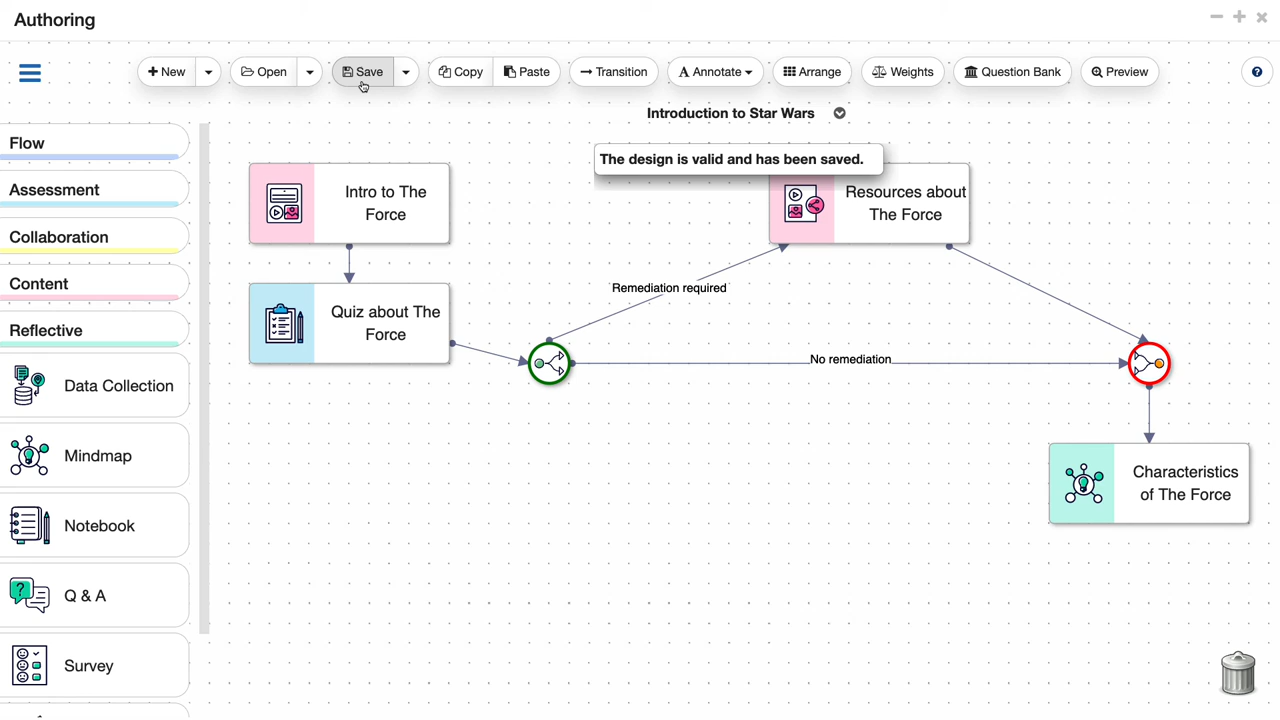 Authoring
New
Open
Save
Copy
Paste
Transition
Annotate
Arrange
Weights
Question Bank
Preview
?
Introduction to Star Wars
Flow
Assessment
Collaboration
Content
Reflective
Data Collection
Mindmap
Notebook
Q & A
Survey
The design is valid and has been saved.
Intro to The
Force
Resources about
The Force
Remediation required
Quiz about The
Force
No remediation
Characteristics
of The Force